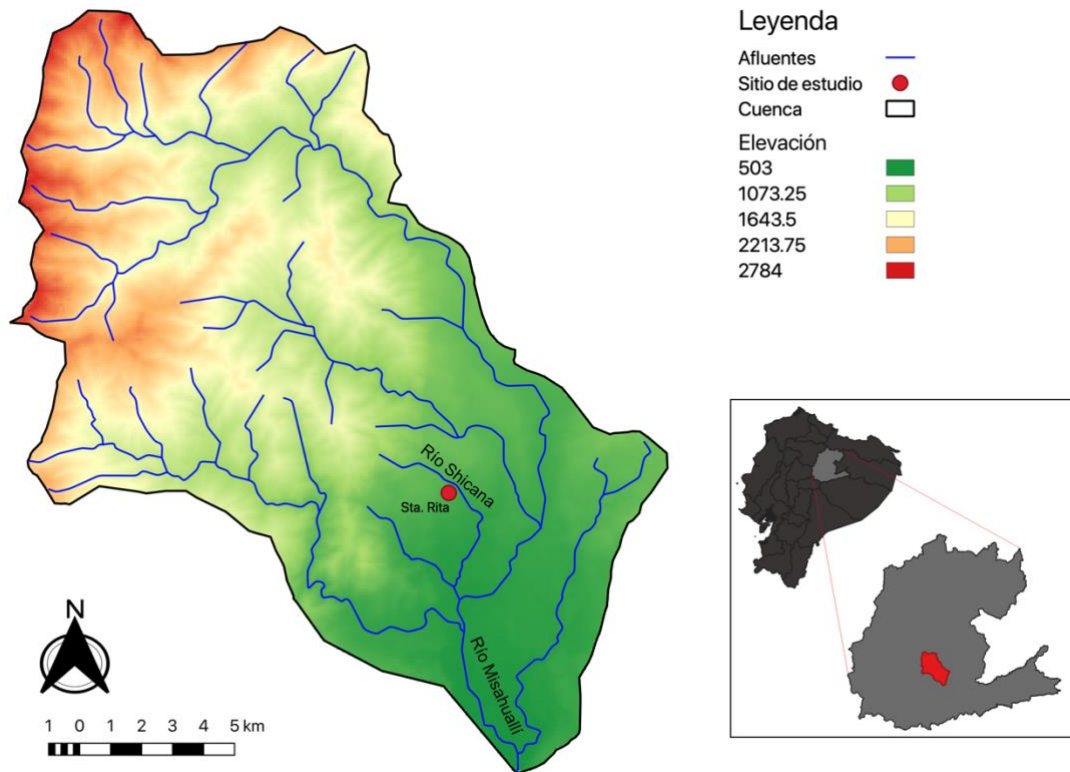 Leyenda
Afluentes
Sitio de estudio
Cuenca
Elevación
503
1073.25
1643.5
2213.75
2784
Río Shicana
Sta. Rita
Río Misahualli
N
1 0 1 2 3 4 5 km